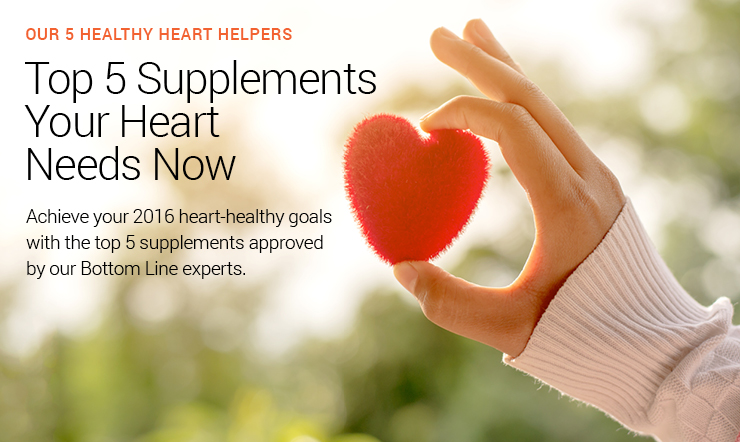 OUR 5 HEALTHY HEART HELPERS
Top 5 Supplements
Your Heart
Needs Now
Achieve your 2016 heart-healthy goals
with the top 5 supplements approved
by our Bottom Line experts.